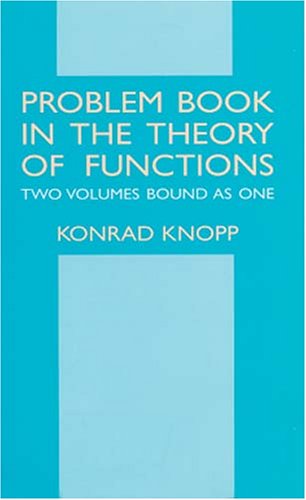 PROBLEM BOOK
IN THE THEORY
OF FUNCTIONS
TWO VOLUMES BOUND AS ONE
KONRAD KNOPP